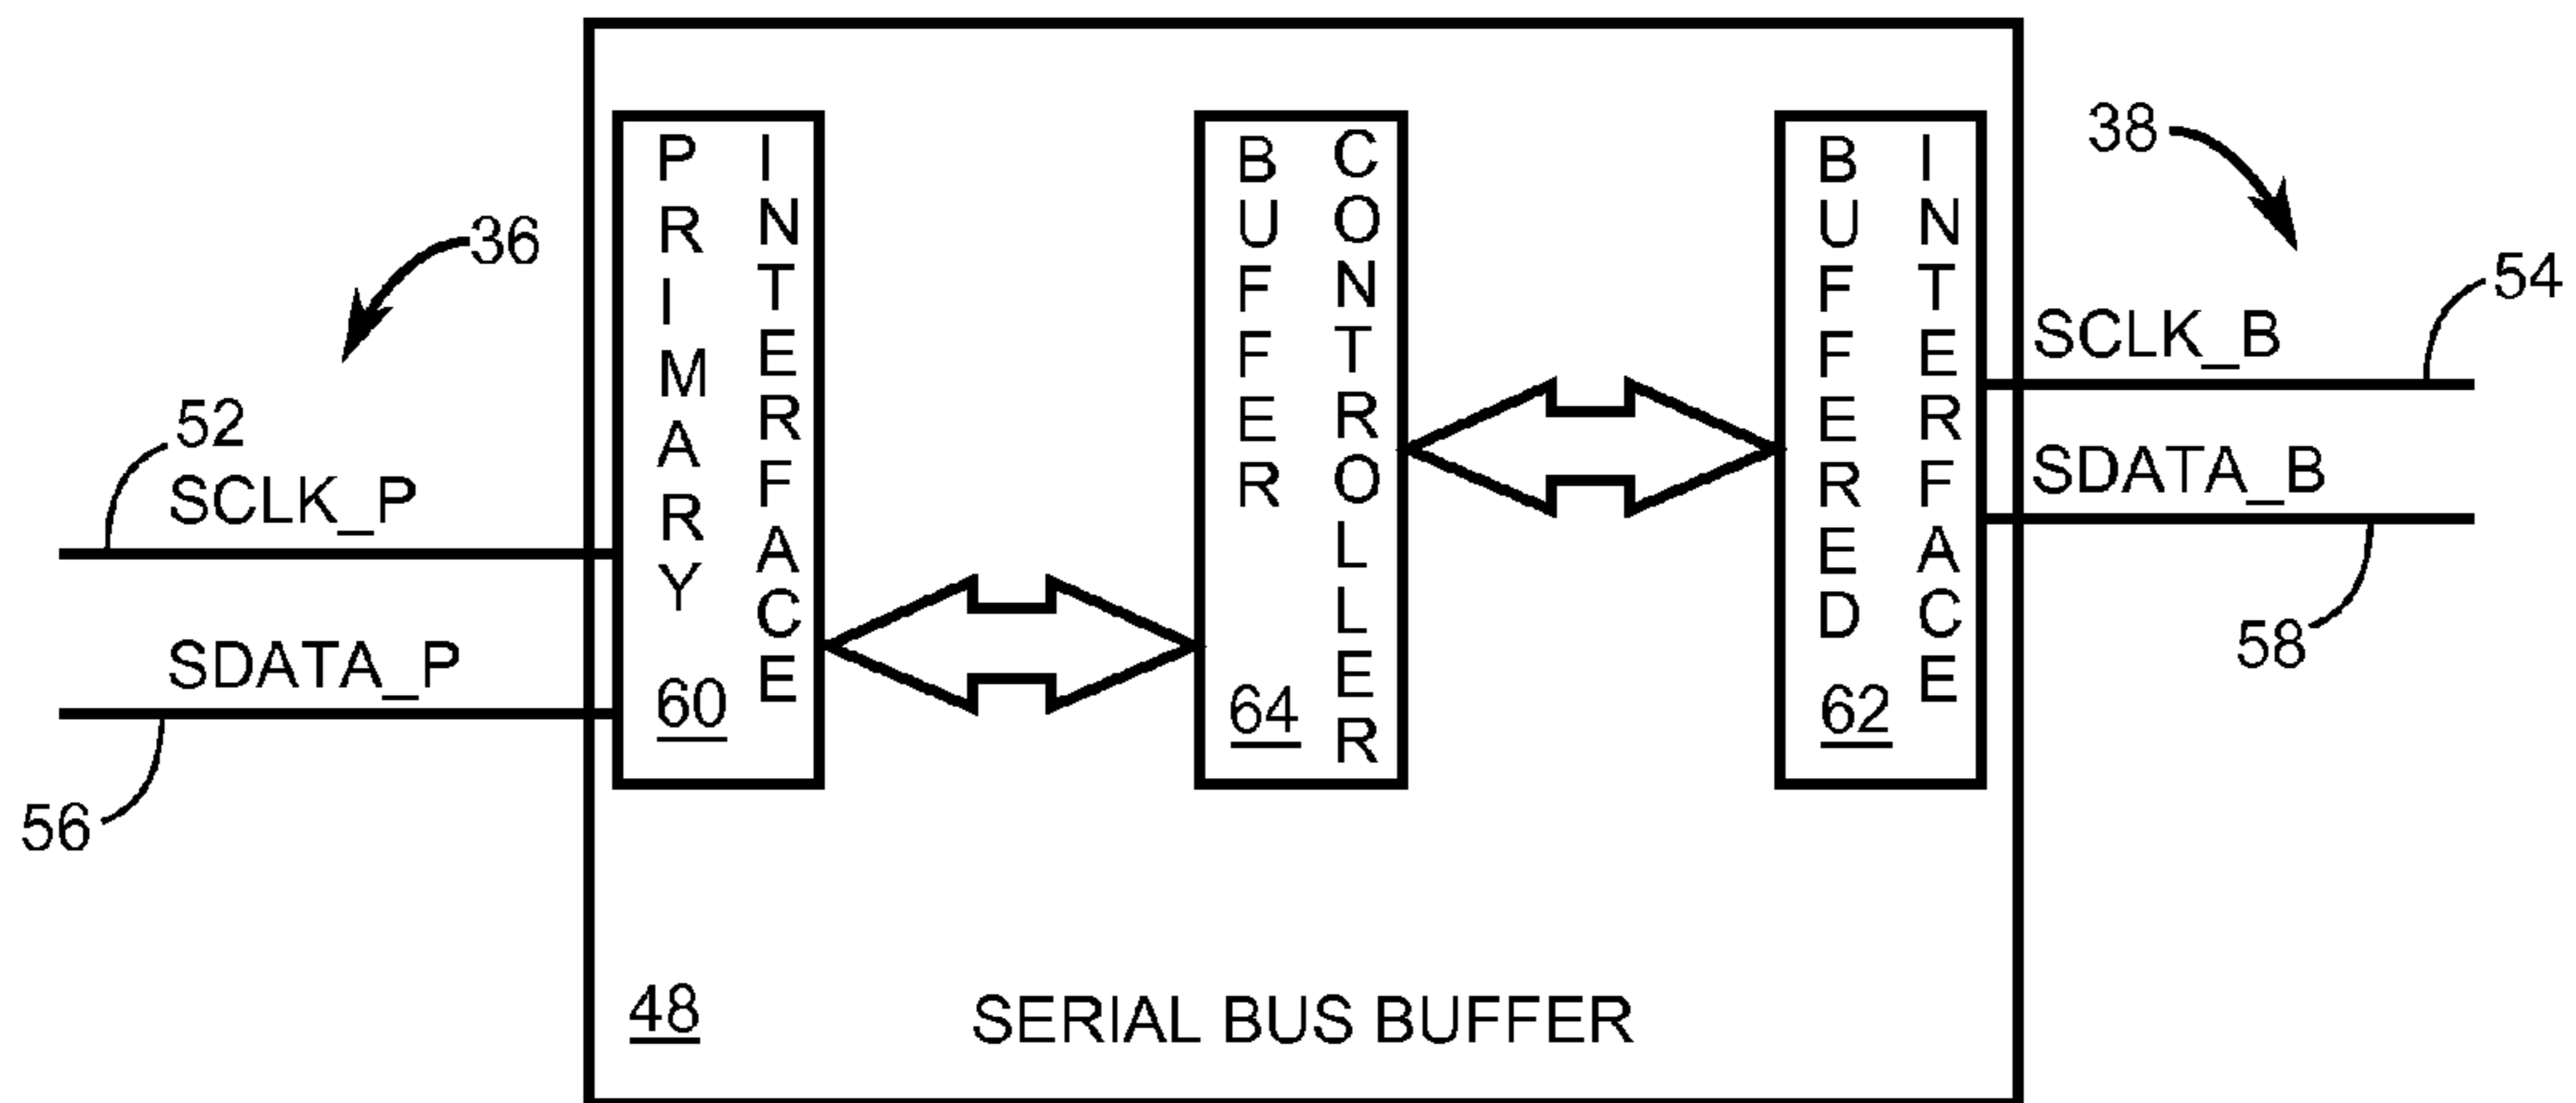 36
52
SCLK_P
SDATA_P
56
PRIMARY
INTERFACE
60
BUFFER
CONTROLLER
64
BUFFERED
INTERFACE
62
38
54
SCLK_B
SDATA_B
58
48
SERIAL BUS BUFFER